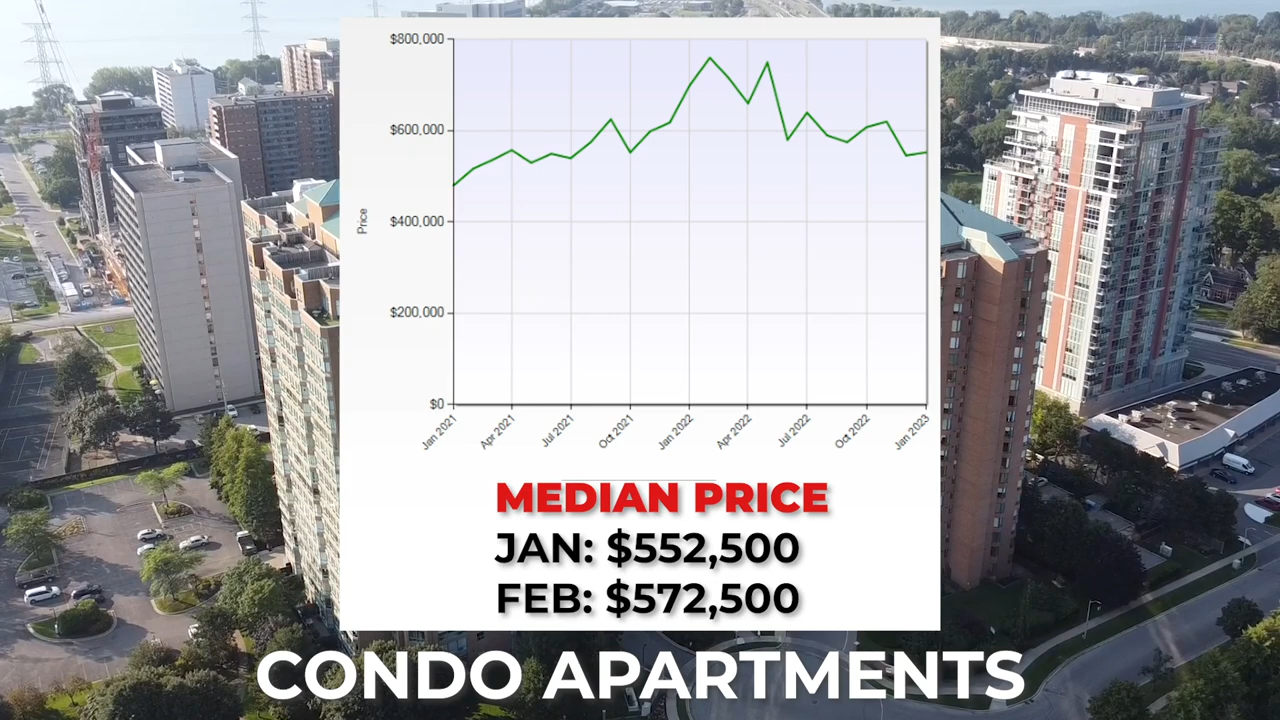 $800,000
$600,000
$400,000
$200,000
$0
Price
Jan 2021
Apr 2021
Jul 2021
Oct 2021
Jan 2022
Apr 2022
Jul 2022
Oct 2022
Jan 2023
MEDIAN PRICE
JAN: $552,500
FEB: $572,500
CONDO APARTMENTS